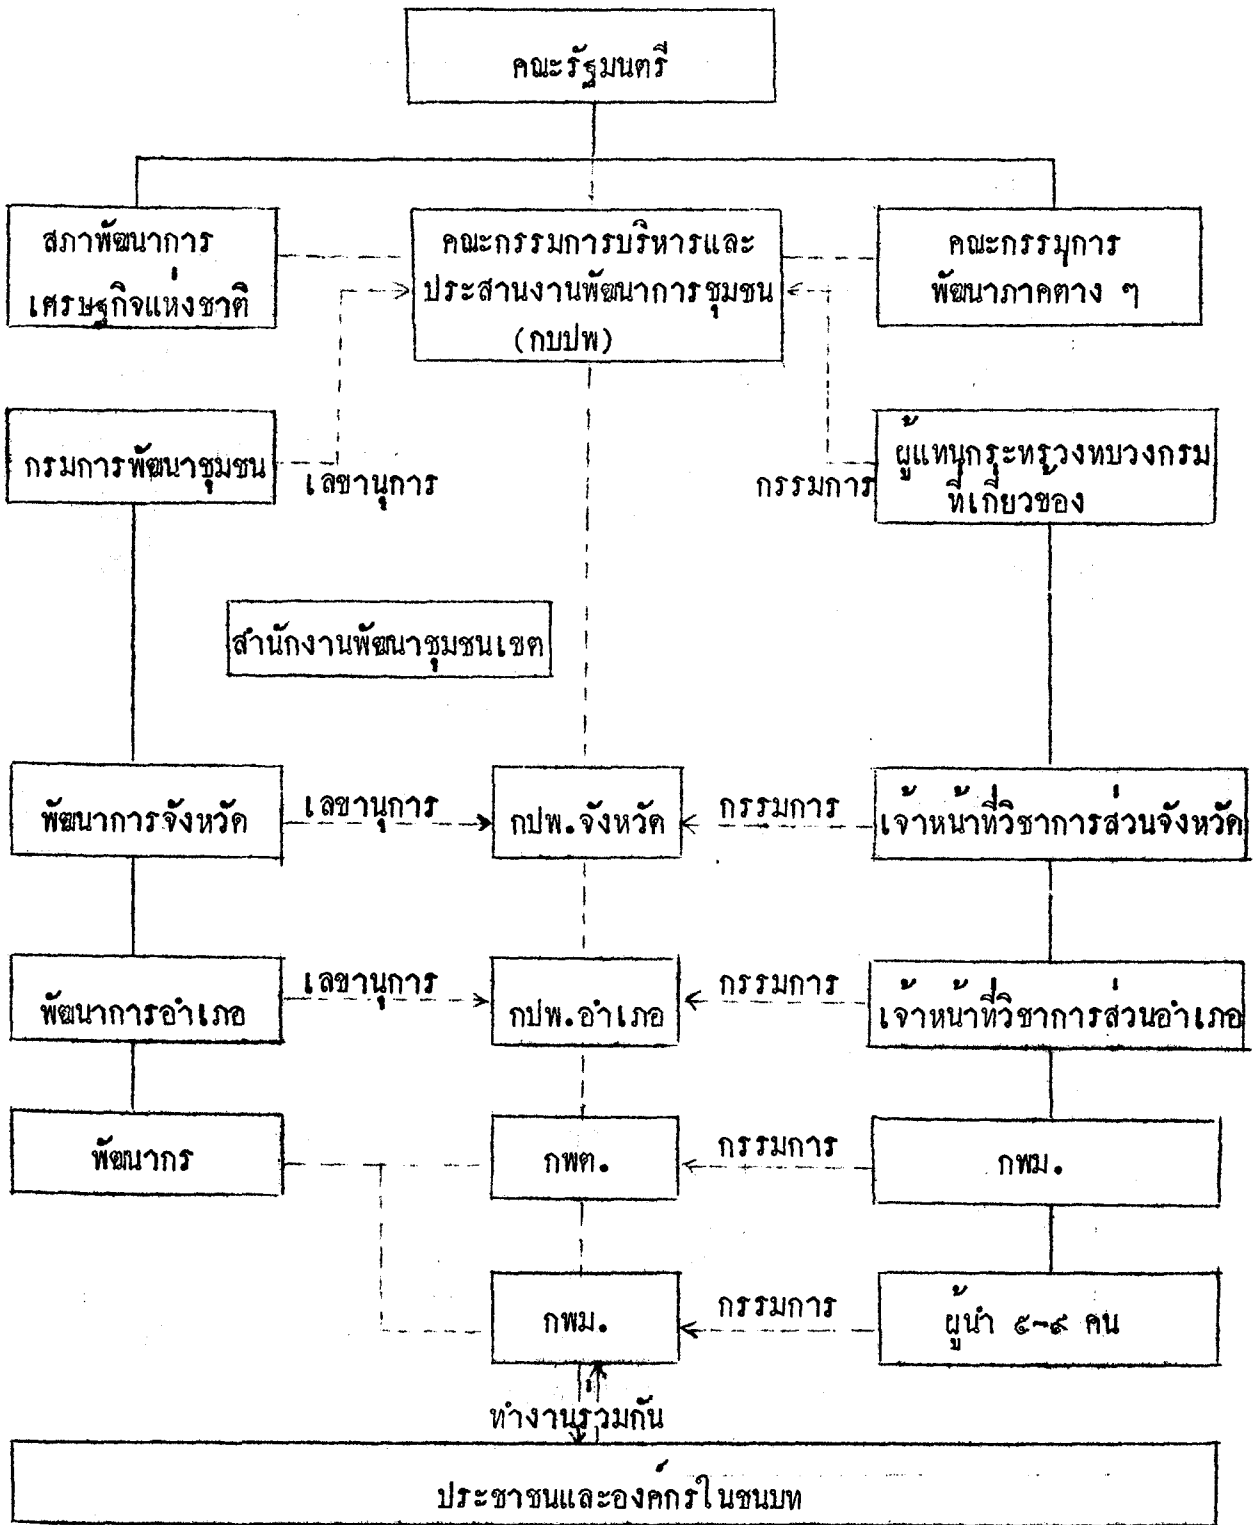 คณะรัฐมนตรี
สภาพัฒนาการ
เศรษฐกิจแห่งชาติ
คณะกรรมการบริหารและ
ประสานงานพัฒนาการชุมชน
(กบปพ)
คณะกรรมการ
พัฒนาภาคต่าง ๆ
กรมการพัฒนาชุมชน
เลขานุการ
กรรมการ
ผู้แทนกระทรวงทบวงกรม
ที่เกี่ยวข้อง
สำนักงานพัฒนาชุมชนเขต
พัฒนาการจังหวัด
เลขานุการ
กปพ.จังหวัด
กรรมการ
เจ้าหน้าที่วิชาการส่วนจังหวัด
พัฒนาการอำเภอ
เลขานุการ
กปพ.อำเภอ
กรรมการ
เจ้าหน้าที่วิชาการส่วนอำเภอ
พัฒนากร
กพต.
กรรมการ
กพม.
กพม.
กรรมการ
ผู้นำ ๕-๙ คน
ทำงานร่วมกัน
ประชาชนและองค์กรในชนบท